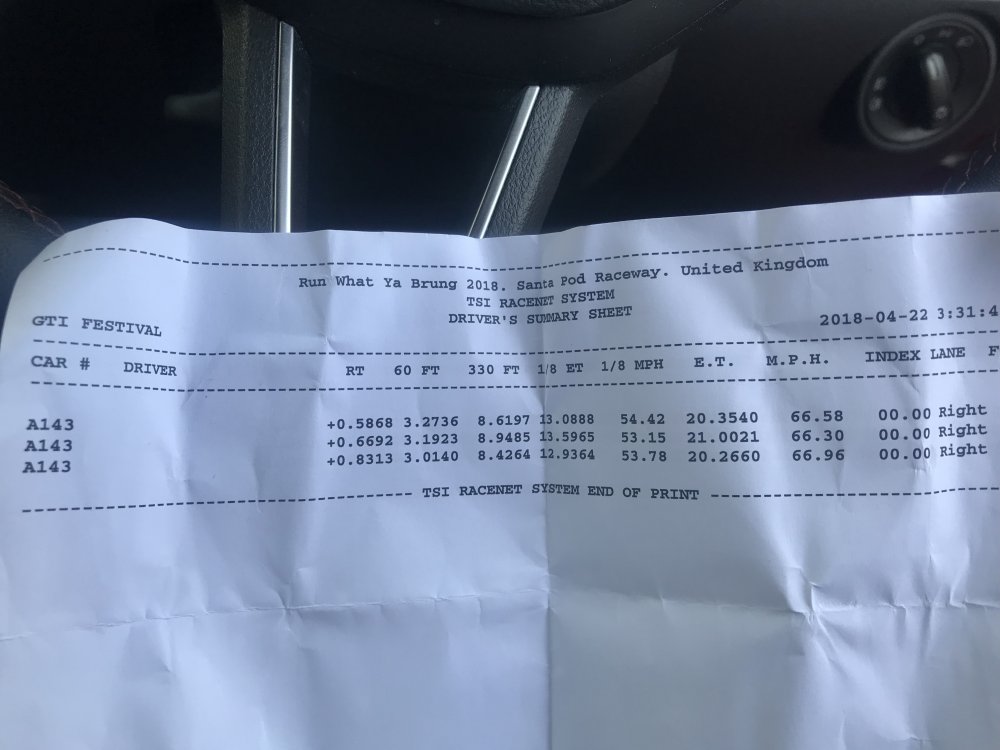 Run What Ya Brung 2018. Santa Pod Raceway. United Kingdom
TSI RACENET SYSTEM
DRIVER'S SUMMARY SHEET
GTI FESTIVAL 2018-04-22 3:31:4
CAR # DRIVER RT 60 FT 330 FT 1/8 ET 1/8 MPH E.T. M.P.H. INDEX LANE F
A143 +0.5868 3.2736 8.6197 13.0888 54.42 20.3540 66.58 00.00 Right
A143 +0.6692 3.1923 8.9485 13.5965 53.15 21.0021 66.30 00.00 Right
A143 +0.8313 3.0140 8.4264 12.9364 53.78 20.2660 66.96 00.00 Right
TSI RACENET SYSTEM END OF PRINT